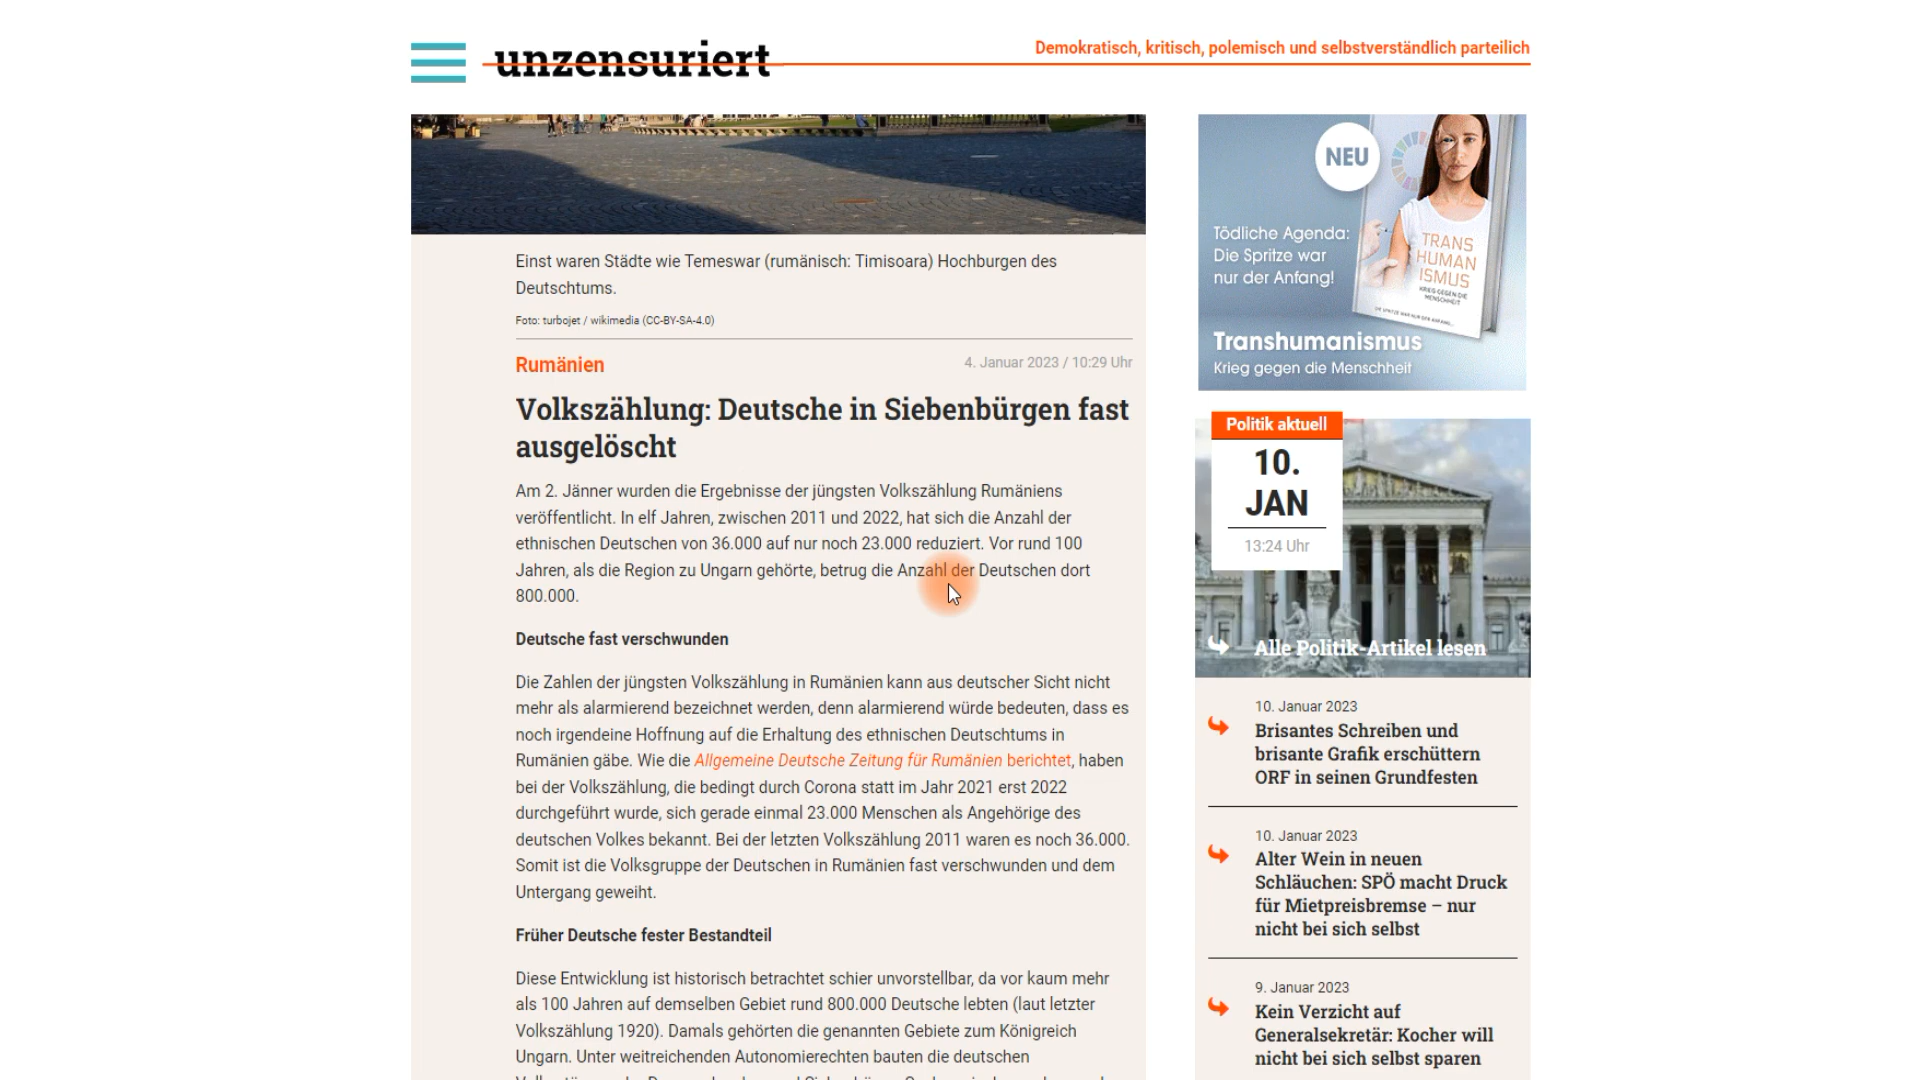 unzensuriert
Demokratisch, kritisch, polemisch und selbstverständlich parteilich
Einst waren Städte wie Temeswar (rumänisch: Timisoara) Hochburgen des
Deutschtums.
Foto: turbojet / wikimedia (CC-BY-SA-4.0)
Rumänien
4. Januar 2023 / 10:29 Uhr
Volkszählung: Deutsche in Siebenbürgen fast
ausgelöscht
Am 2. Jänner wurden die Ergebnisse der jüngsten Volkszählung Rumäniens
veröffentlicht. In elf Jahren, zwischen 2011 und 2022, hat sich die Anzahl der
ethnischen Deutschen von 36.000 auf nur noch 23.000 reduziert. Vor rund 100
Jahren, als die Region zu Ungarn gehörte, betrug die Anzahl der Deutschen dort
800.000.
Deutsche fast verschwunden
Die Zahlen der jüngsten Volkszählung in Rumänien kann aus deutscher Sicht nicht
mehr als alarmierend bezeichnet werden, denn alarmierend würde bedeuten, dass es
noch irgendeine Hoffnung auf die Erhaltung des ethnischen Deutschtums in
Rumänien gäbe. Wie die Allgemeine Deutsche Zeitung für Rumänien berichtet, haben
bei der Volkszählung, die bedingt durch Corona statt im Jahr 2021 erst 2022
durchgeführt wurde, sich gerade einmal 23.000 Menschen als Angehörige des
deutschen Volkes bekannt. Bei der letzten Volkszählung 2011 waren es noch 36.000.
Somit ist die Volksgruppe der Deutschen in Rumänien fast verschwunden und dem
Untergang geweiht.
Früher Deutsche fester Bestandteil
Diese Entwicklung ist historisch betrachtet schier unvorstellbar, da vor kaum mehr
als 100 Jahren auf demselben Gebiet rund 800.000 Deutsche lebten (laut letzter
Volkszählung 1920). Damals gehörten die genannten Gebiete zum Königreich
Ungarn. Unter weitreichenden Autonomierechten bauten die deutschen
NEU
Tödliche Agenda:
Die Spritze war
nur der Anfang!
TRANS
HUMAN
ISMUS
KRIEG GEGEN DIE
MENSCHHEIT
Transhumanismus
Krieg gegen die Menschheit
Politik aktuell
10.
JAN
13:24 Uhr
Alle Politik-Artikel lesen
10. Januar 2023
Brisantes Schreiben und
brisante Grafik erschüttern
ORF in seinen Grundfesten
10. Januar 2023
Alter Wein in neuen
Schläuchen: SPÖ macht Druck
für Mietpreisbremse – nur
nicht bei sich selbst
9. Januar 2023
Kein Verzicht auf
Generalsekretär: Kocher will
nicht bei sich selbst sparen